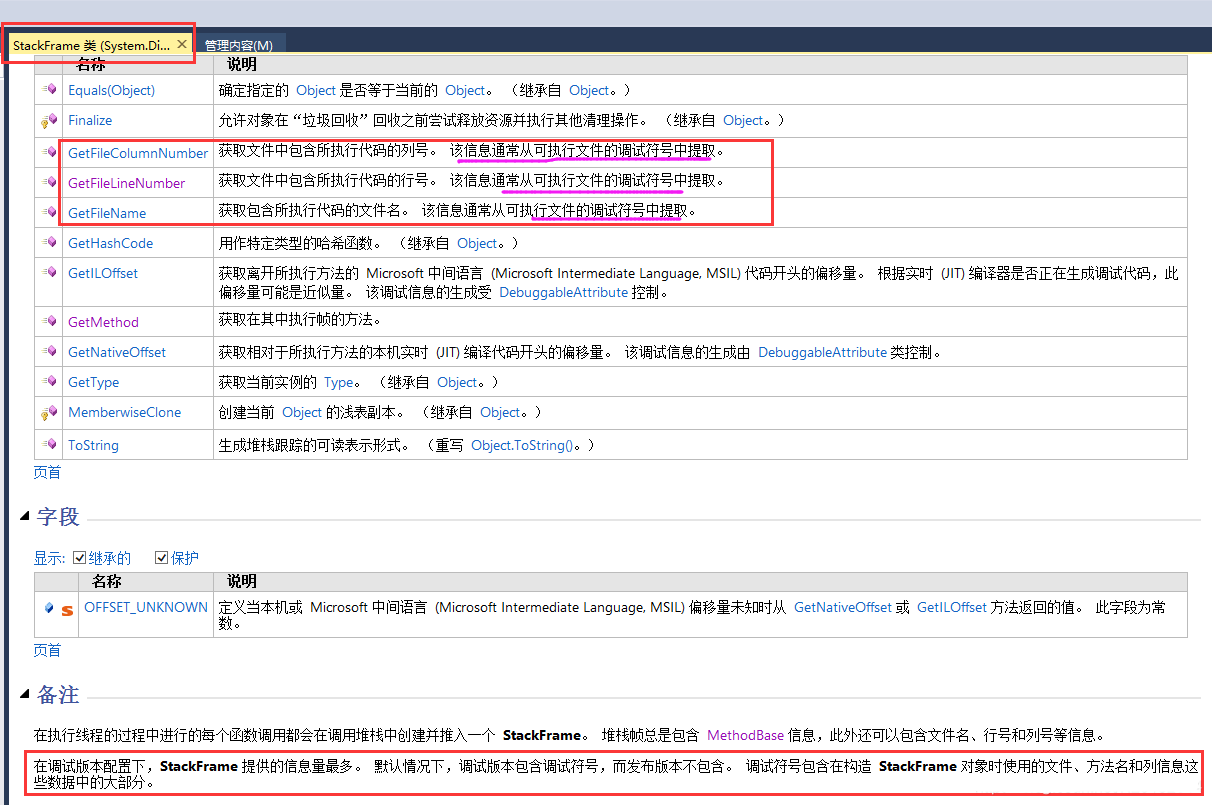 StackFrame 类 (System.Di... ✕ 管理内容(M)
名称 说明
Equals(Object) 确定指定的 Object 是否等于当前的 Object。 （继承自 Object。）
Finalize 允许对象在“垃圾回收”回收之前尝试释放资源并执行其他清理操作。 （继承自 Object。）
GetFileColumnNumber 获取文件中包含所执行代码的列号。 该信息通常从可执行文件的调试符号中提取。
GetFileLineNumber 获取文件中包含所执行代码的行号。 该信息通常从可执行文件的调试符号中提取。
GetFileName 获取包含所执行代码的文件名。 该信息通常从可执行文件的调试符号中提取。
GetHashCode 用作特定类型的哈希函数。 （继承自 Object。）
GetILOffset 获取离开所执行方法的 Microsoft 中间语言 (Microsoft Intermediate Language, MSIL) 代码开头的偏移量。 根据实时 (JIT) 编译器是否正在生成调试代码，此
偏移量可能是近似量。 该调试信息的生成受 DebuggableAttribute 控制。
GetMethod 获取在其中执行帧的方法。
GetNativeOffset 获取相对于所执行方法的本机实时 (JIT) 编译代码开头的偏移量。 该调试信息的生成由 DebuggableAttribute 类控制。
GetType 获取当前实例的 Type。 （继承自 Object。）
MemberwiseClone 创建当前 Object 的浅表副本。 （继承自 Object。）
ToString 生成堆栈跟踪的可读表示形式。 （重写 Object.ToString()。）
页首
字段
显示: 继承的 保护
名称 说明
OFFSET_UNKNOWN 定义当本机或 Microsoft 中间语言 (Microsoft Intermediate Language, MSIL) 偏移量未知时从 GetNativeOffset 或 GetILOffset 方法返回的值。 此字段为常
数。
页首
备注
在执行线程的过程中进行的每个函数调用都会在调用堆栈中创建并推入一个 StackFrame。 堆栈帧总是包含 MethodBase 信息，此外还可以包含文件名、行号和列号等信息。
在调试版本配置下，StackFrame 提供的信息量最多。 默认情况下，调试版本包含调试符号，而发布版本不包含。 调试符号包含在构造 StackFrame 对象时使用的文件、方法名和列信息这
些数据中的大部分。